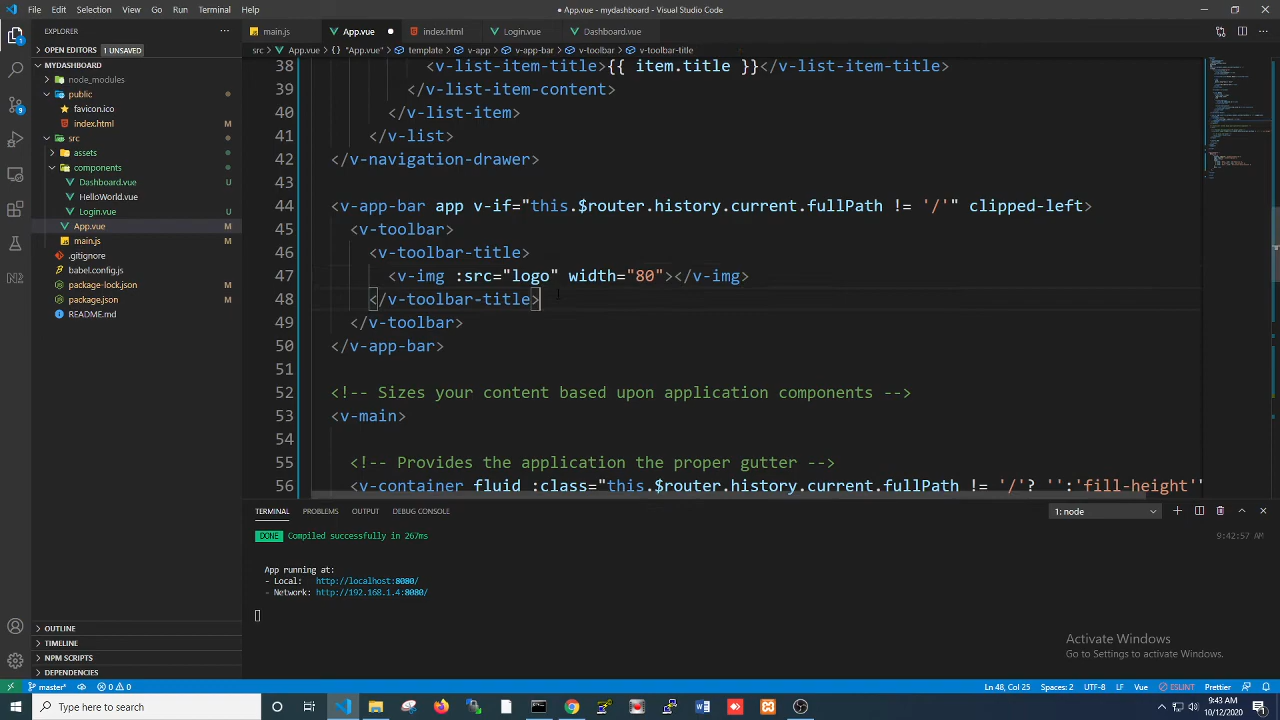 File Edit Selection View Go Run Terminal Help
● App.vue - mydashboard - Visual Studio Code
EXPLORER
main.js App.vue ● index.html Login.vue Dashboard.vue
OPEN EDITORS 1 UNSAVED
src > App.vue > {} "App.vue" > template > v-app > v-app-bar > v-toolbar > v-toolbar-title
MYDASHBOARD
node_modules
public
favicon.ico
index.html M
src
assets
components
Dashboard.vue U
HelloWorld.vue
Login.vue U
App.vue M
main.js M
.gitignore
babel.config.js
package-lock.json M
package.json M
README.md
OUTLINE
TIMELINE
NPM SCRIPTS
DEPENDENCIES
38 <v-list-item-title>{{ item.title }}</v-list-item-title>
39 </v-list-item-content>
40 </v-list-item>
41 </v-list>
42 </v-navigation-drawer>
43
44 <v-app-bar app v-if="this.$router.history.current.fullPath != '/'" clipped-left>
45 <v-toolbar>
46 <v-toolbar-title>
47 <v-img :src="logo" width="80"></v-img>
48 </v-toolbar-title>
49 </v-toolbar>
50 </v-app-bar>
51
52 <!-- Sizes your content based upon application components -->
53 <v-main>
54
55 <!-- Provides the application the proper gutter -->
56 <v-container fluid :class="this.$router.history.current.fullPath != '/'? '':'fill-height'"
TERMINAL PROBLEMS OUTPUT DEBUG CONSOLE 1: node
DONE Compiled successfully in 267ms 9:42:57 AM
App running at:
- Local: http://localhost:8080/
- Network: http://192.168.1.4:8080/
Activate Windows
Go to Settings to activate Windows.
master* 0 0 Ln 48, Col 25 Spaces: 2 UTF-8 LF Vue ESLINT Prettier
Type here to search
9:43 AM
10/12/2020